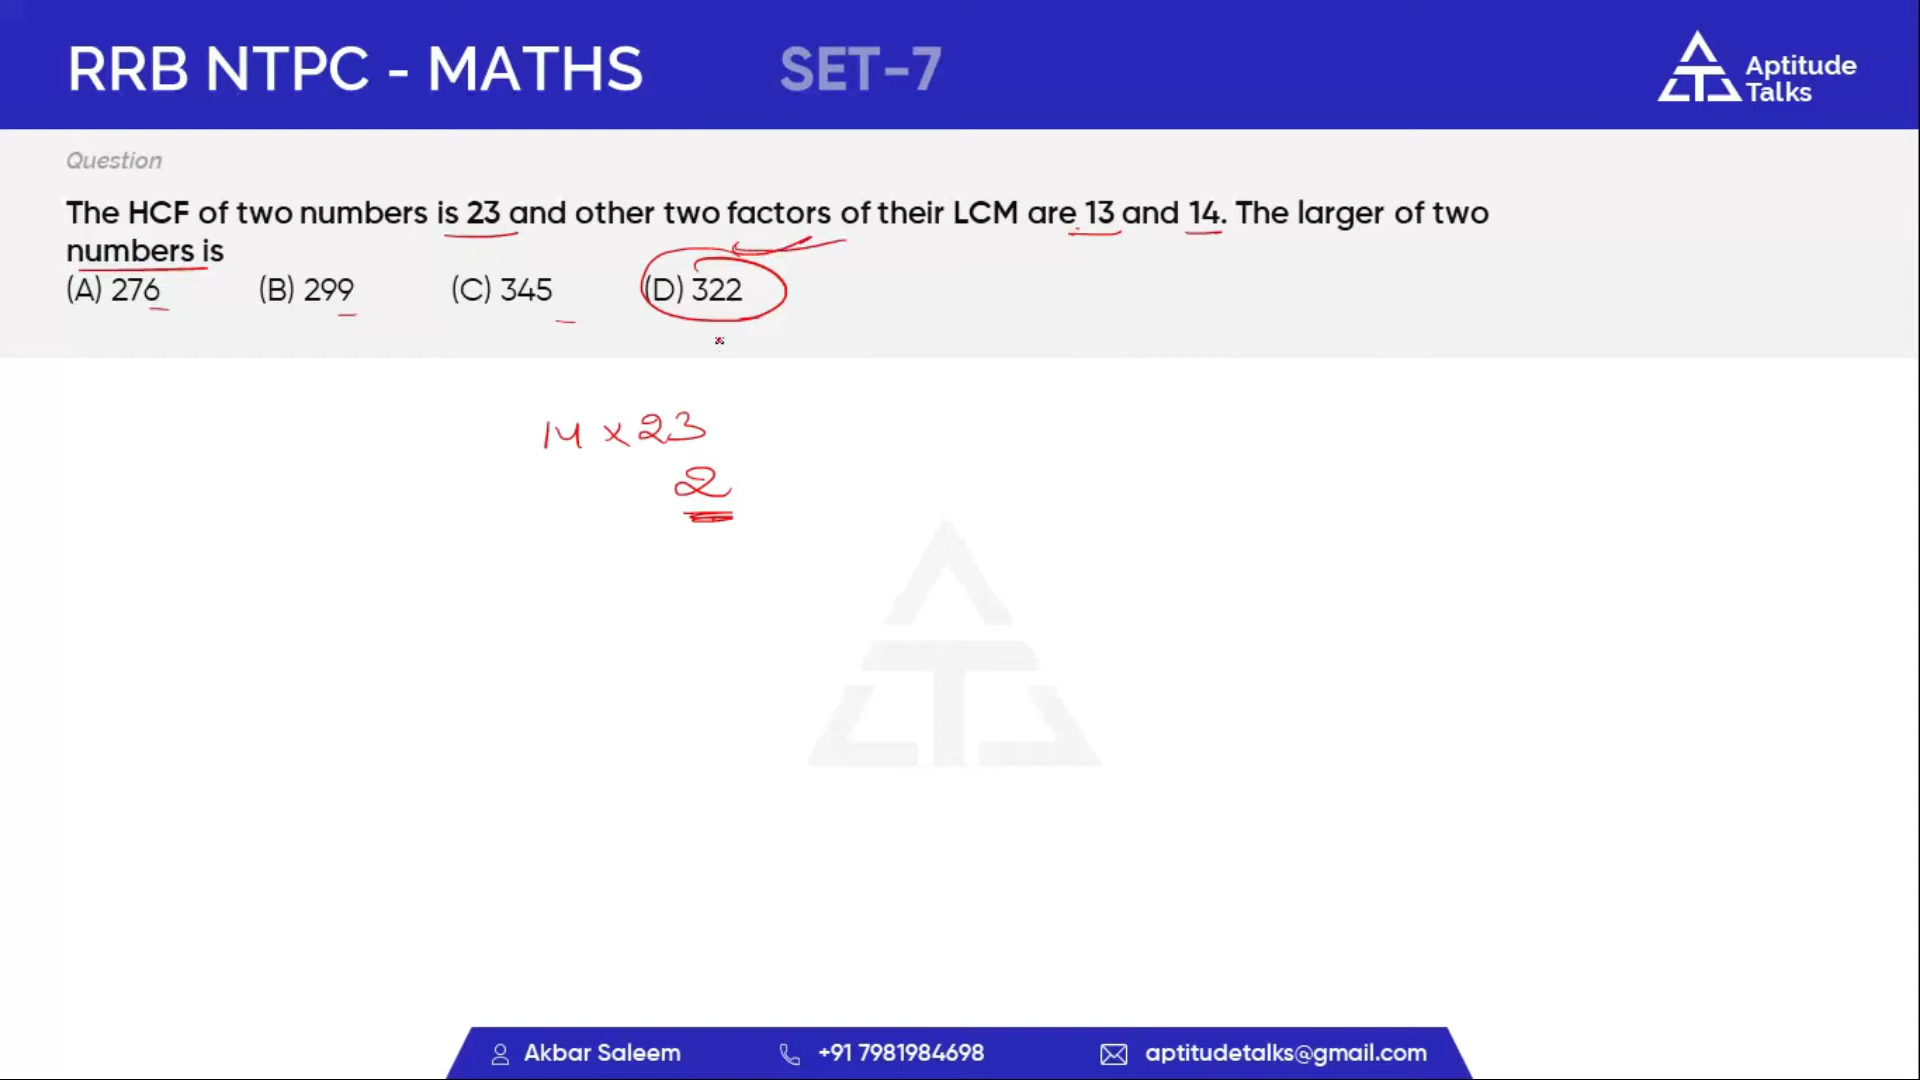 RRB NTPC - MATHS SET-7
Aptitude
Talks
Question
The HCF of two numbers is 23 and other two factors of their LCM are 13 and 14. The larger of two
numbers is
(A) 276 (B) 299 (C) 345 (D) 322
14 × 23
2
Akbar Saleem +91 7981984698 aptitudetalks@gmail.com